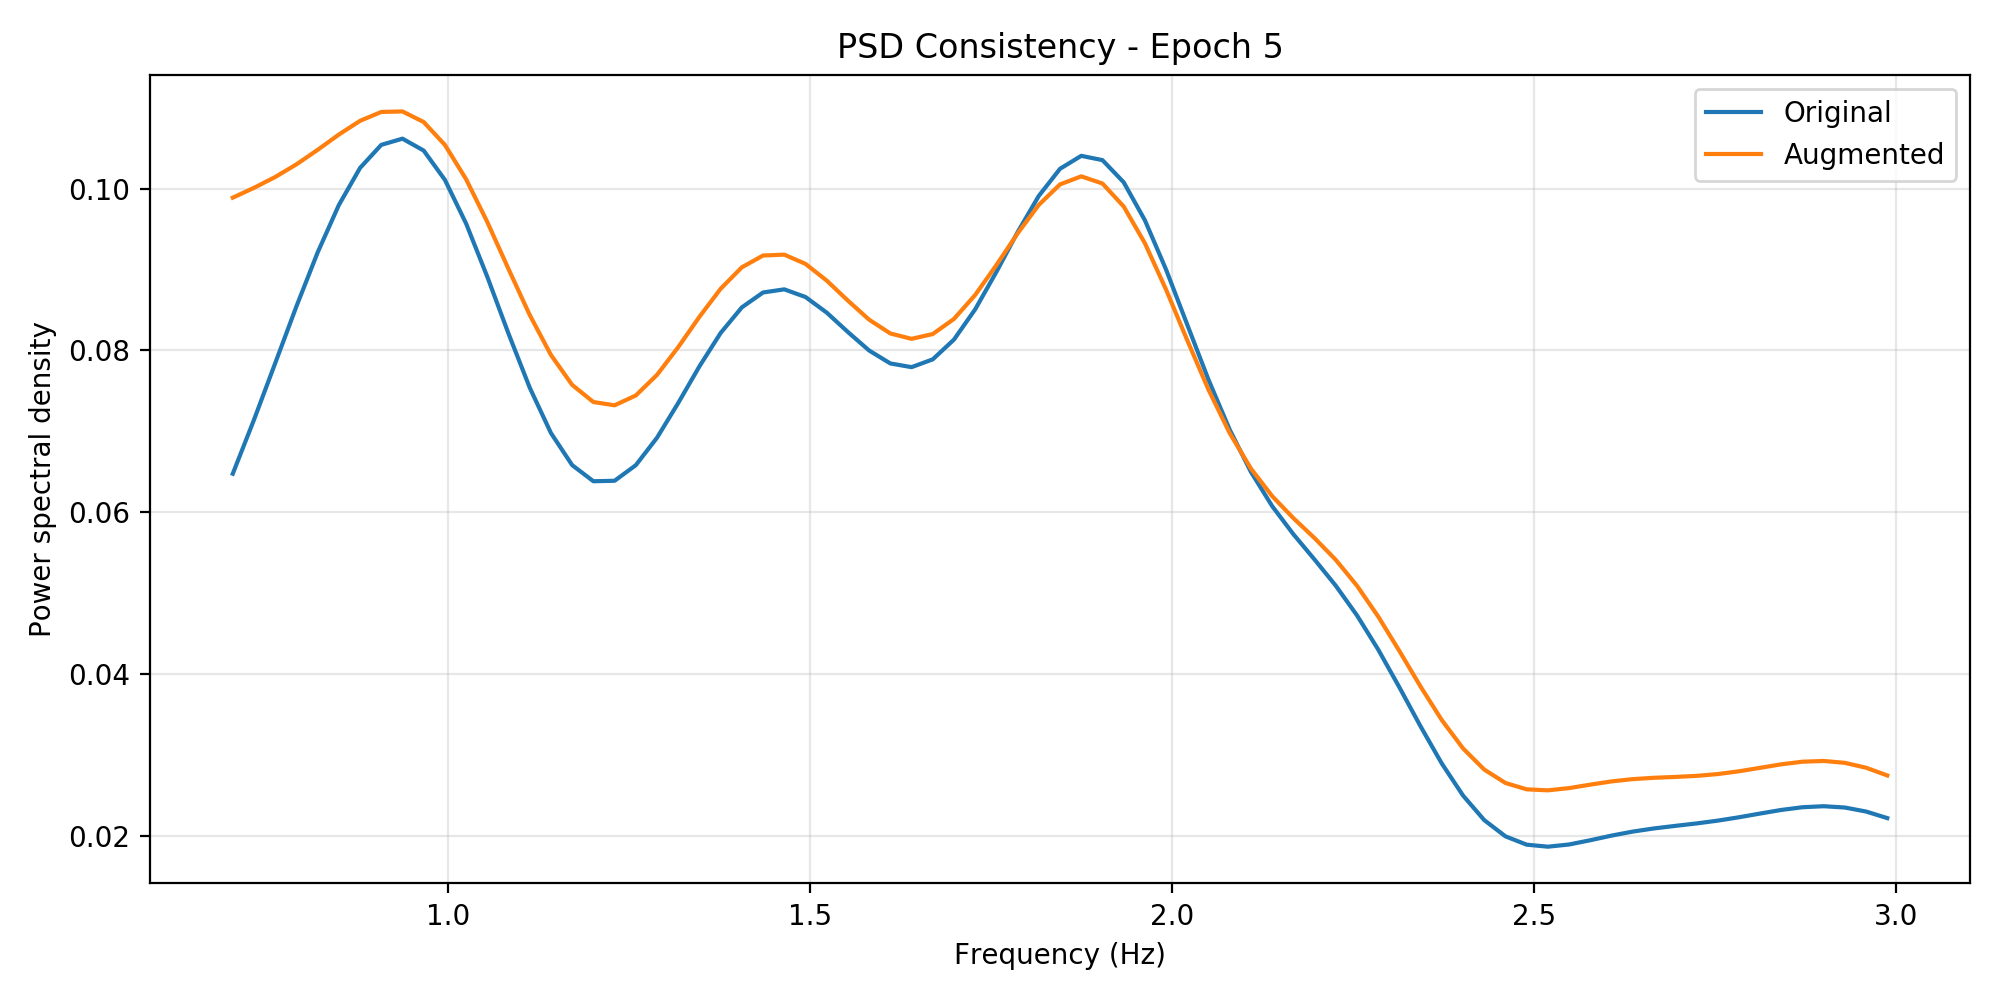 PSD Consistency - Epoch 5
Original
Augmented
Power spectral density
0.10
0.08
0.06
0.04
0.02
1.0 1.5 2.0 2.5 3.0
Frequency (Hz)